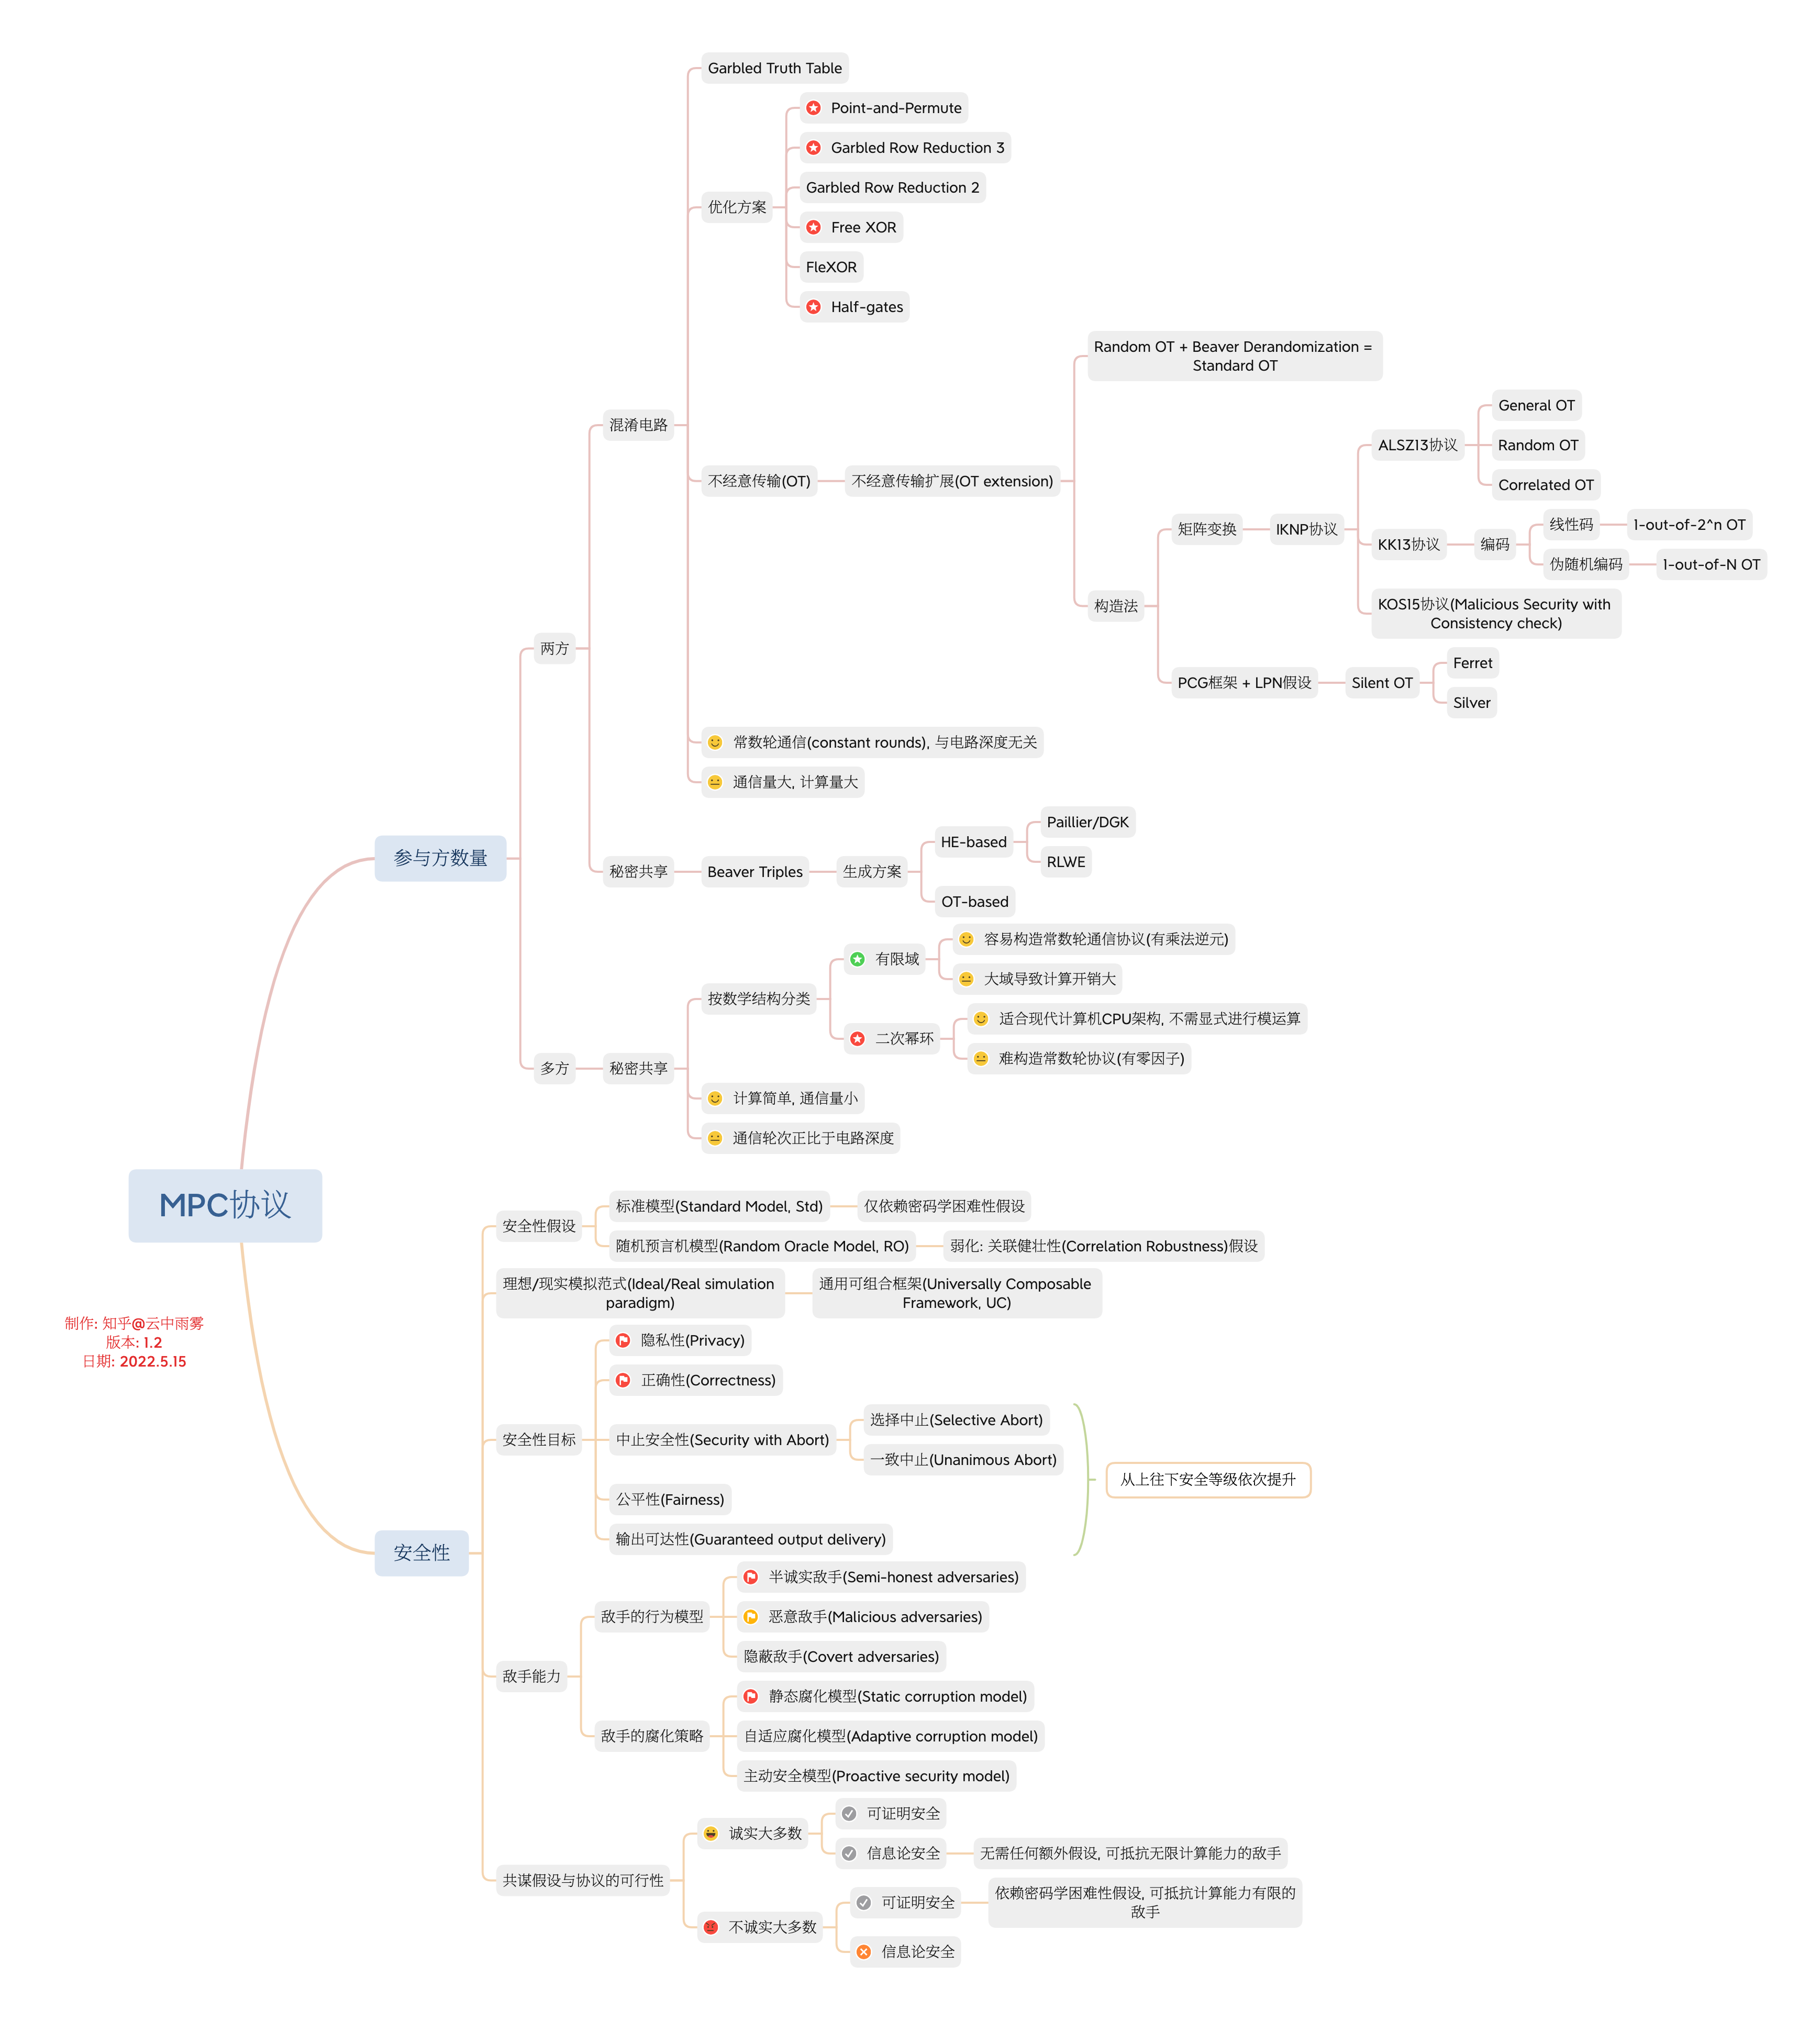 Garbled Truth Table
Point-and-Permute
Garbled Row Reduction 3
Garbled Row Reduction 2
优化方案
Free XOR
FleXOR
Half-gates
Random OT + Beaver Derandomization =
Standard OT
General OT
混淆电路
ALSZ13协议
Random OT
不经意传输(OT)
不经意传输扩展(OT extension)
Correlated OT
矩阵变换
IKNP协议
线性码
1-out-of-2^n OT
KK13协议
编码
伪随机编码
1-out-of-N OT
构造法
KOS15协议(Malicious Security with
Consistency check)
两方
Ferret
PCG框架 + LPN假设
Silent OT
Silver
常数轮通信(constant rounds), 与电路深度无关
通信量大, 计算量大
Paillier/DGK
HE-based
参与方数量
RLWE
秘密共享
Beaver Triples
生成方案
OT-based
容易构造常数轮通信协议(有乘法逆元)
有限域
大域导致计算开销大
按数学结构分类
适合现代计算机CPU架构, 不需显式进行模运算
二次幂环
难构造常数轮协议(有零因子)
多方
秘密共享
计算简单, 通信量小
通信轮次正比于电路深度
MPC协议
标准模型(Standard Model, Std)
仅依赖密码学困难性假设
安全性假设
随机预言机模型(Random Oracle Model, RO)
弱化: 关联健壮性(Correlation Robustness)假设
理想/现实模拟范式(Ideal/Real simulation
paradigm)
通用可组合框架(Universally Composable
Framework, UC)
制作: 知乎@云中雨雾
版本: 1.2
日期: 2022.5.15
隐私性(Privacy)
正确性(Correctness)
选择中止(Selective Abort)
安全性目标
中止安全性(Security with Abort)
一致中止(Unanimous Abort)
从上往下安全等级依次提升
公平性(Fairness)
输出可达性(Guaranteed output delivery)
安全性
半诚实敌手(Semi-honest adversaries)
敌手的行为模型
恶意敌手(Malicious adversaries)
隐蔽敌手(Covert adversaries)
敌手能力
静态腐化模型(Static corruption model)
敌手的腐化策略
自适应腐化模型(Adaptive corruption model)
主动安全模型(Proactive security model)
可证明安全
诚实大多数
信息论安全
无需任何额外假设, 可抵抗无限计算能力的敌手
共谋假设与协议的可行性
可证明安全
依赖密码学困难性假设, 可抵抗计算能力有限的
敌手
不诚实大多数
信息论安全